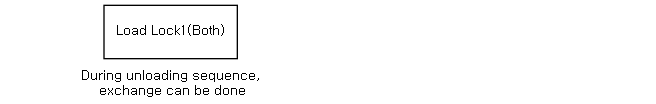 Load Lock1(Both)
During unloading sequence,
exchange can be done